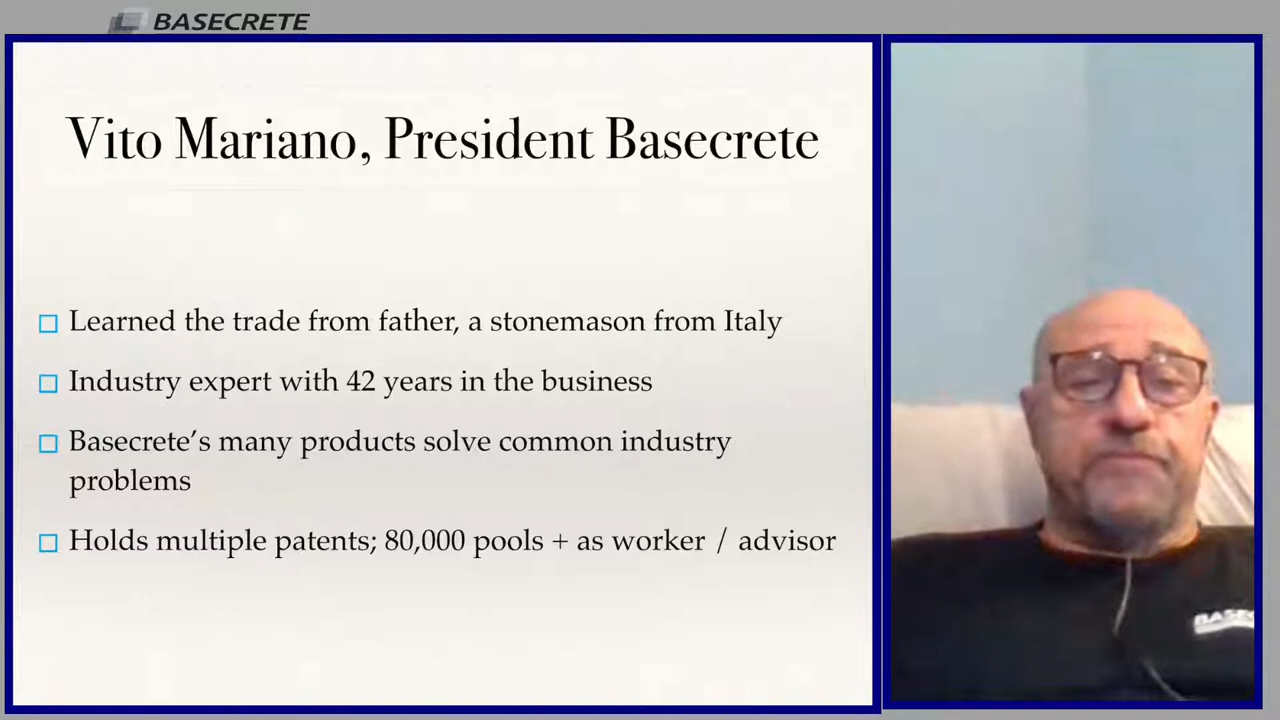 BASECRETE
Vito Mariano, President Basecrete
Learned the trade from father, a stonemason from Italy
Industry expert with 42 years in the business
Basecrete’s many products solve common industry
problems
Holds multiple patents; 80,000 pools + as worker / advisor